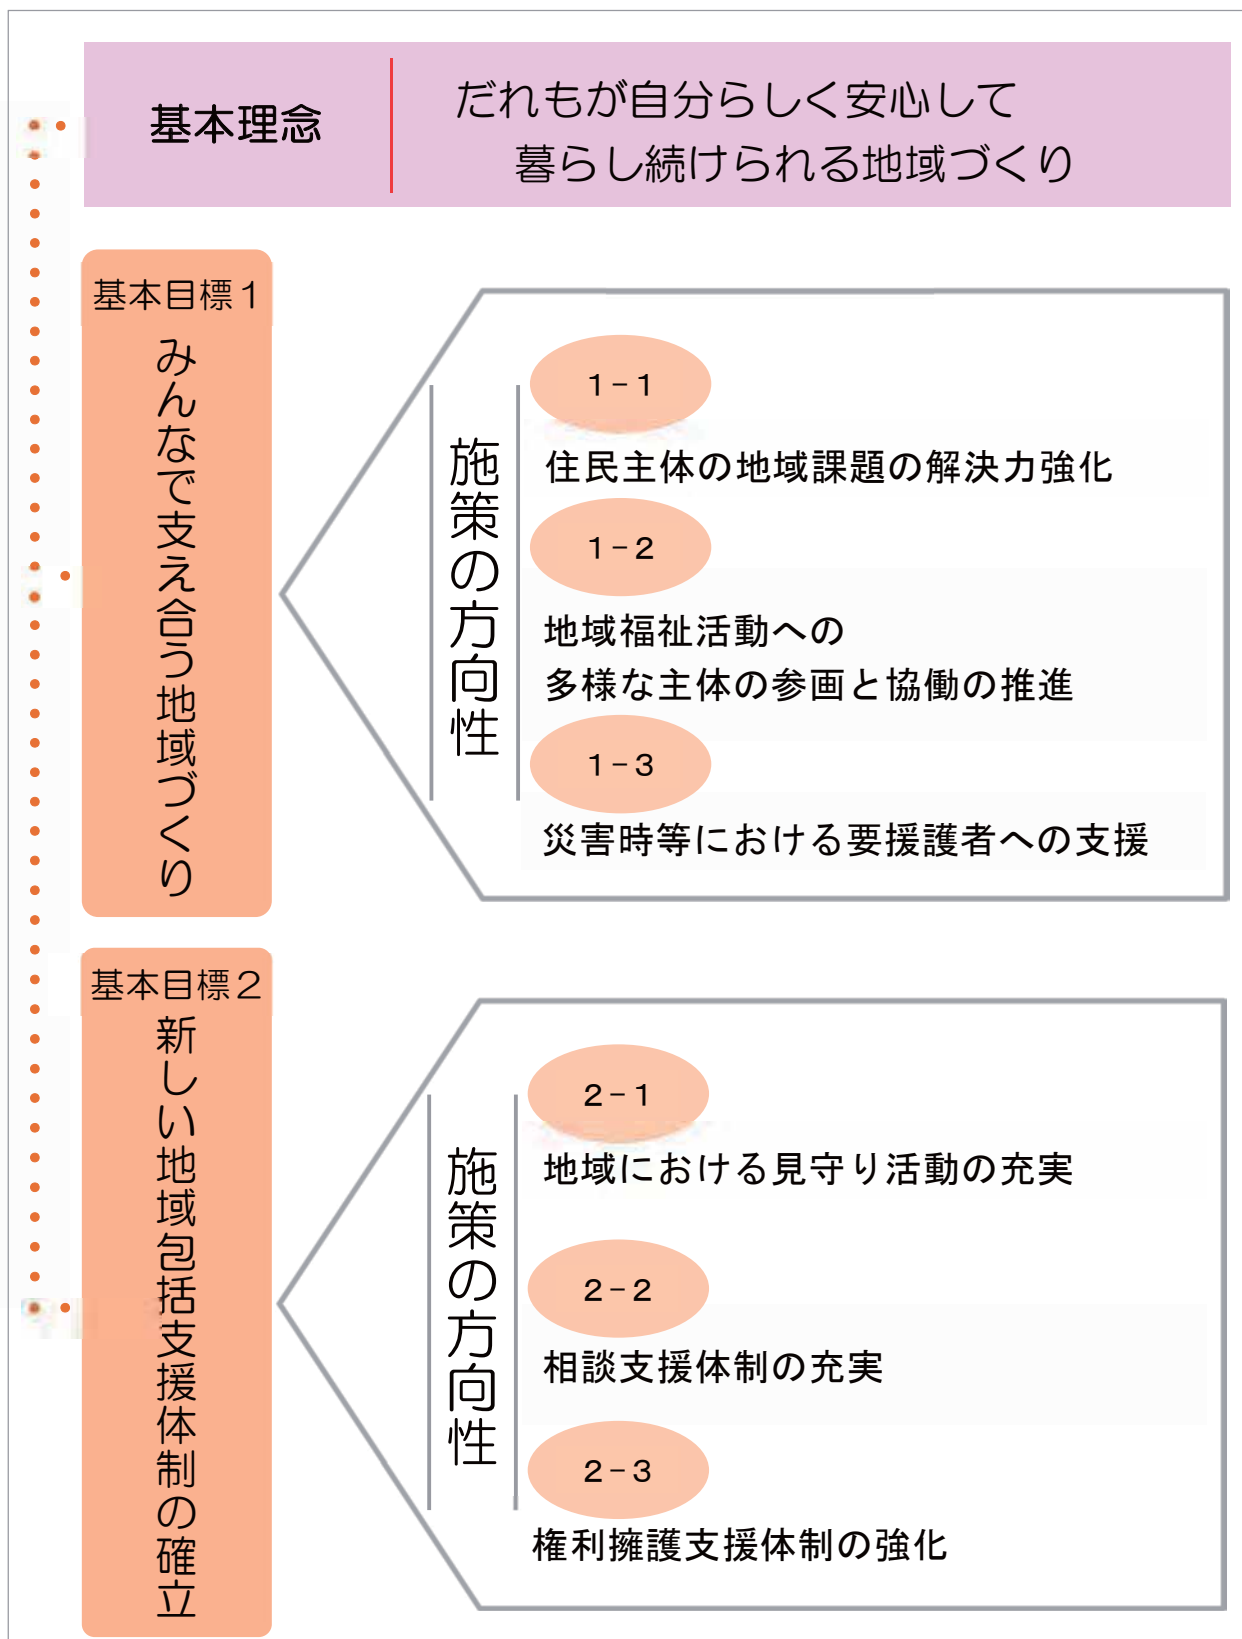 基本理念
だれもが自分らしく安心して
暮らし続けられる地域づくり
基本目標1
みんなで支え合う地域づくり
施策の方向性
1-1
住民主体の地域課題の解決力強化
1-2
地域福祉活動への
多様な主体の参画と協働の推進
1-3
災害時等における要援護者への支援
基本目標2
新しい地域包括支援体制の確立
施策の方向性
2-1
地域における見守り活動の充実
2-2
相談支援体制の充実
2-3
権利擁護支援体制の強化